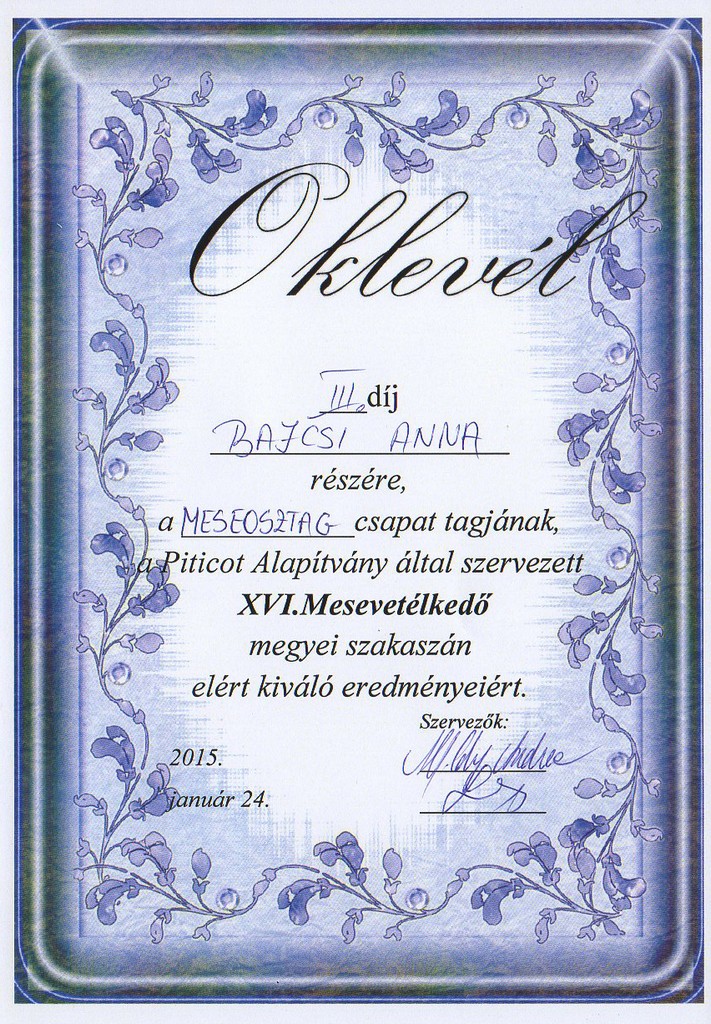 Oklevél
III. díj
BAJCSI ANNA
részére,
a MESEOSZTAG csapat tagjának,
a Piticot Alapítvány által szervezett
XVI.Mesevetélkedő
megyei szakaszán
elért kiváló eredményeiért.
Szervezők:
2015.
január 24.